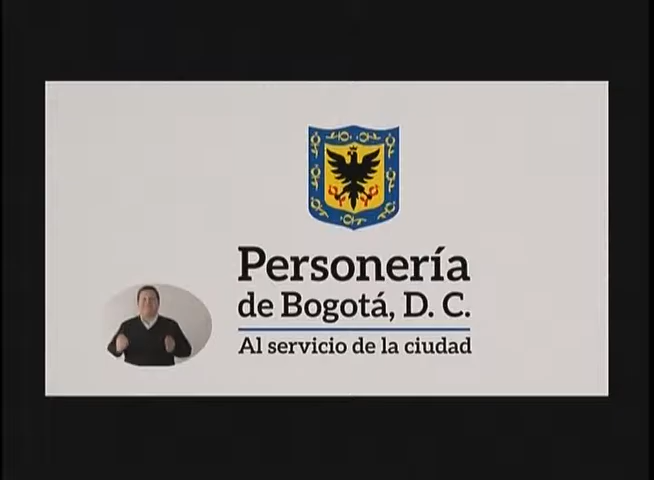 Personería
de Bogotá, D. C.
Al servicio de la ciudad